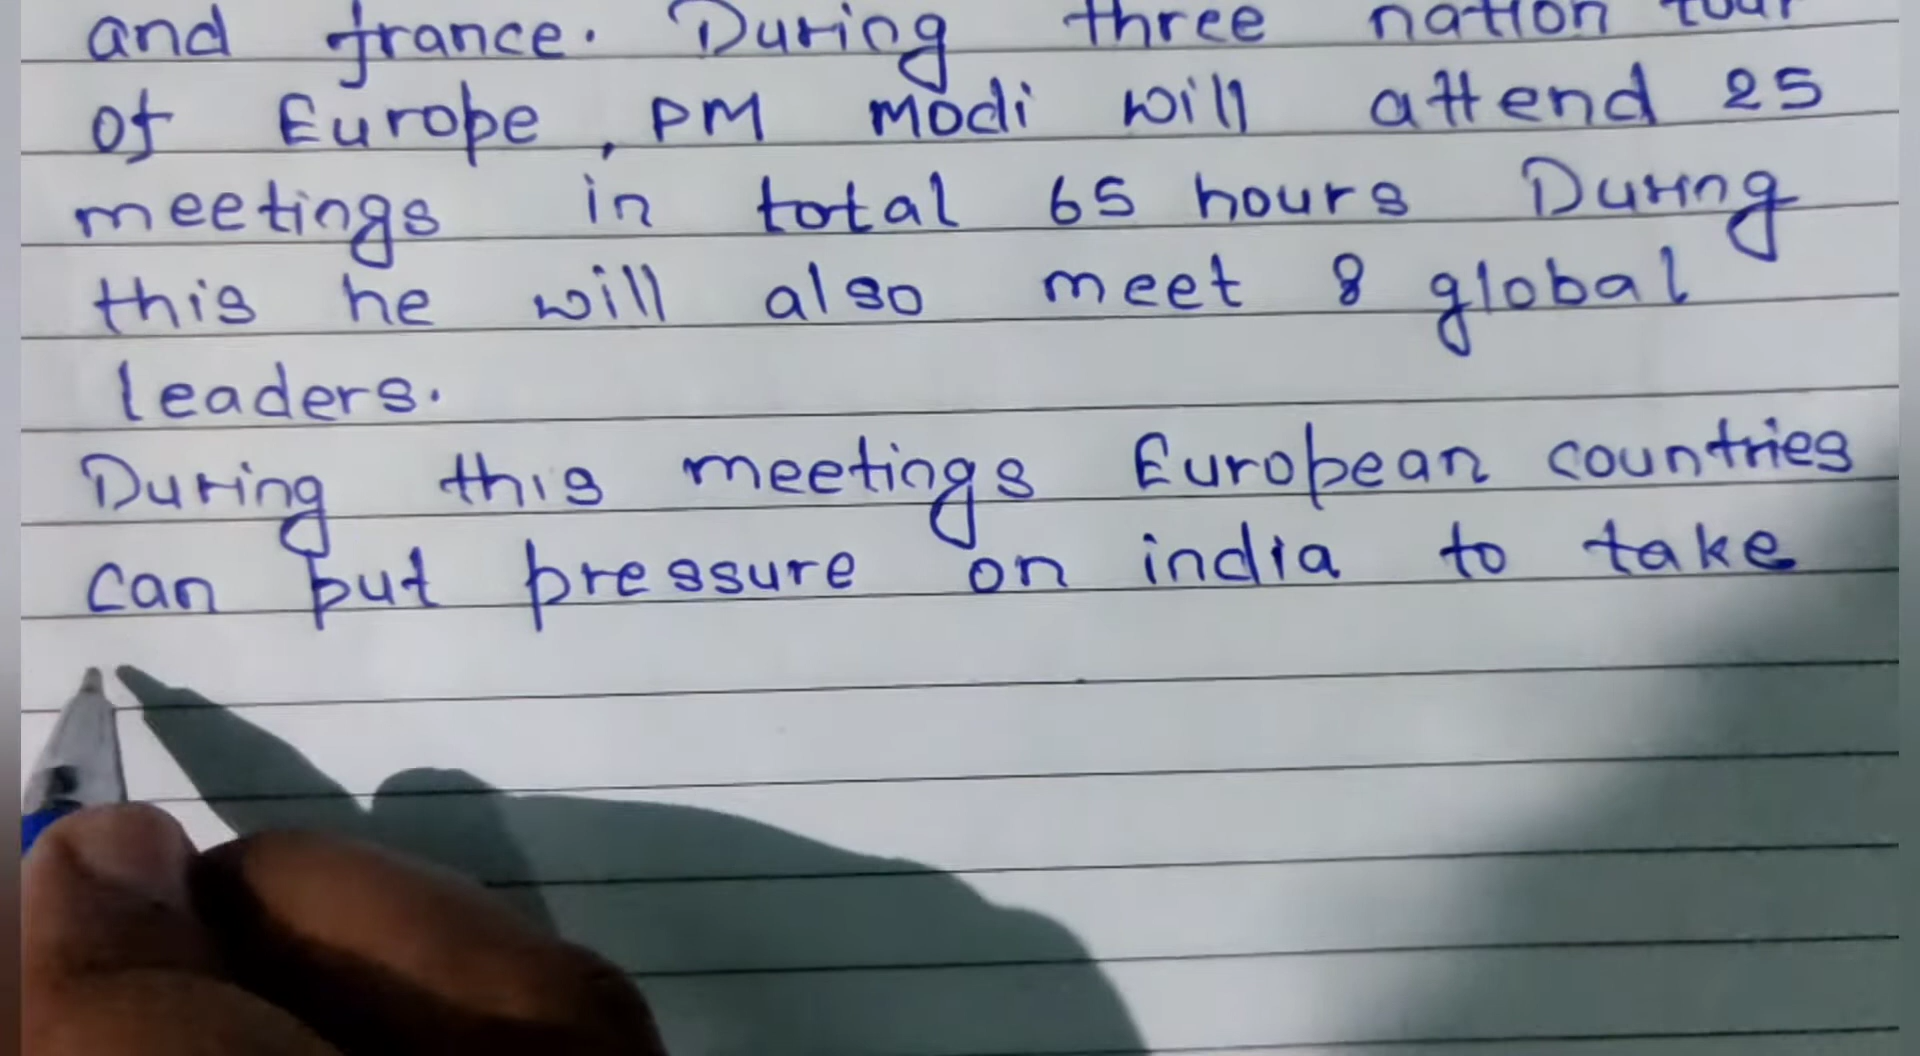 and france. During three nation tour
of Europe, PM Modi will attend 25
meetings in total 65 hours During
this he will also meet 8 global
leaders.
During this meetings European countries
can put pressure on india to take